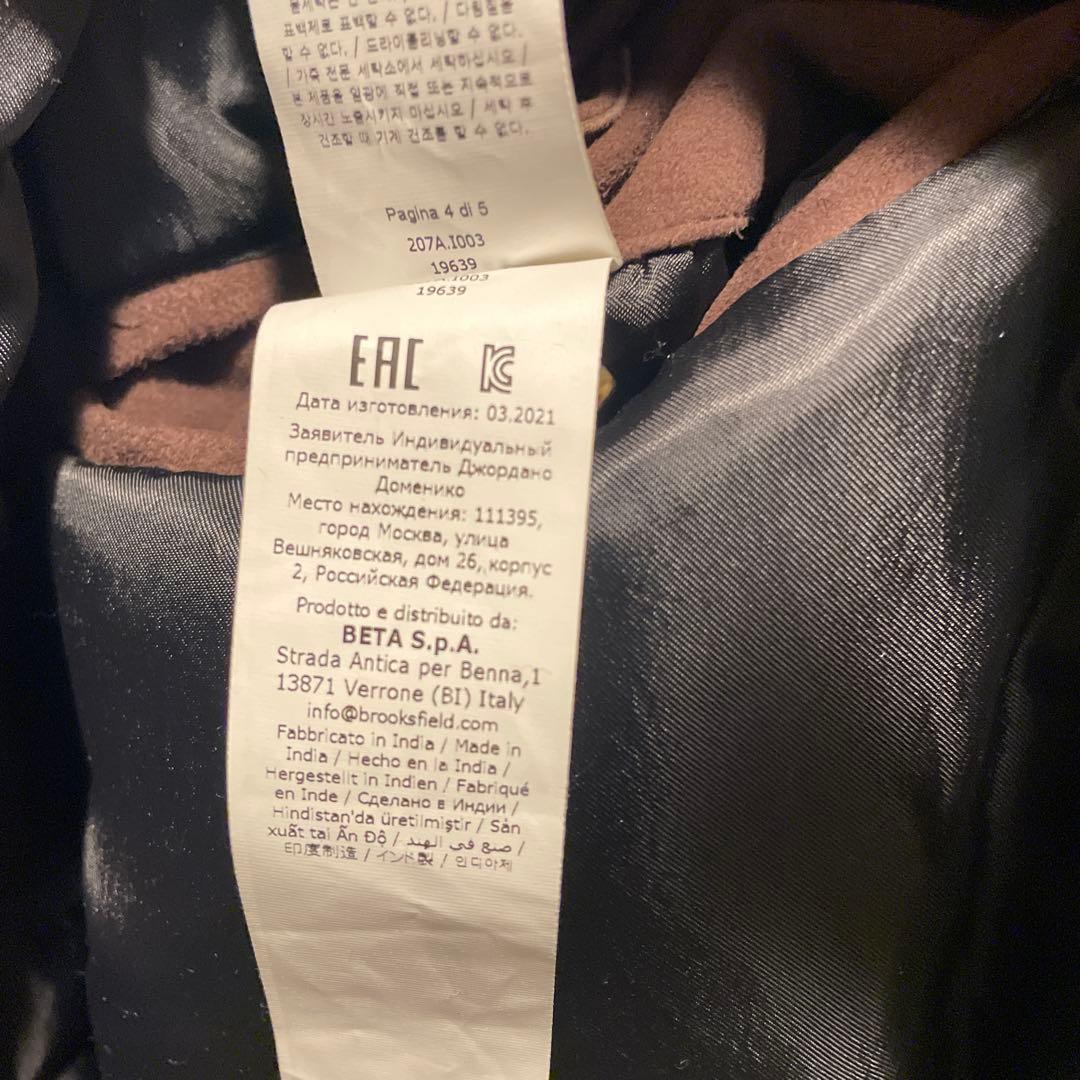 표백제로 표백할 수 없다. / 다림질을
할 수 없다. / 드라이클리닝할 수 없다.
/ 가죽 전문 세탁소에서 세탁하십시오 /
본 제품을 일광에 직접 또는 지속적으로
장시간 노출시키지 마십시오 / 세탁 후
건조할 때 기계 건조를 할 수 없다.
Pagina 4 di 5
207A.I003
19639
A.I003
19639
EAC
Дата изготовления: 03.2021
Заявитель Индивидуальный
предприниматель Джордано
Доменико
Место нахождения: 111395,
город Москва, улица
Вешняковская, дом 26, корпус
2, Российская Федерация.
Prodotto e distribuito da:
BETA S.p.A.
Strada Antica per Benna,1
13871 Verrone (BI) Italy
info@brooksfield.com
Fabbricato in India / Made in
India / Hecho en la India /
Hergestellt in Indien / Fabriqué
en Inde / Сделано в Индии /
Hindistan'da üretilmiştir / Sản
xuất tai Ấn Độ / صنع في الهند /
印度制造 / インド製 / 인디아제